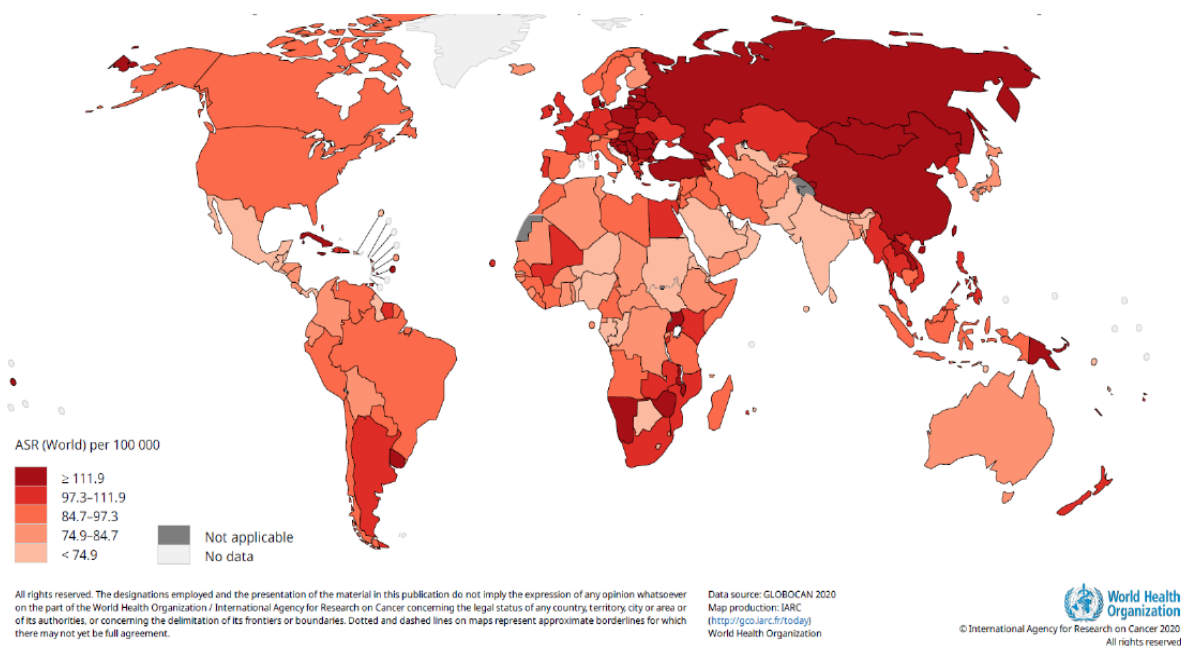 ASR (World) per 100 000
≥ 111.9
97.3–111.9
84.7–97.3
74.9–84.7
< 74.9
Not applicable
No data
All rights reserved. The designations employed and the presentation of the material in this publication do not imply the expression of any opinion whatsoever
on the part of the World Health Organization / International Agency for Research on Cancer concerning the legal status of any country, territory, city or area or
of its authorities, or concerning the delimitation of its frontiers or boundaries. Dotted and dashed lines on maps represent approximate borderlines for which
there may not yet be full agreement.
Data source: GLOBOCAN 2020
Map production: IARC
(http://gco.iarc.fr/today)
World Health Organization
World Health
Organization
© International Agency for Research on Cancer 2020
All rights reserved